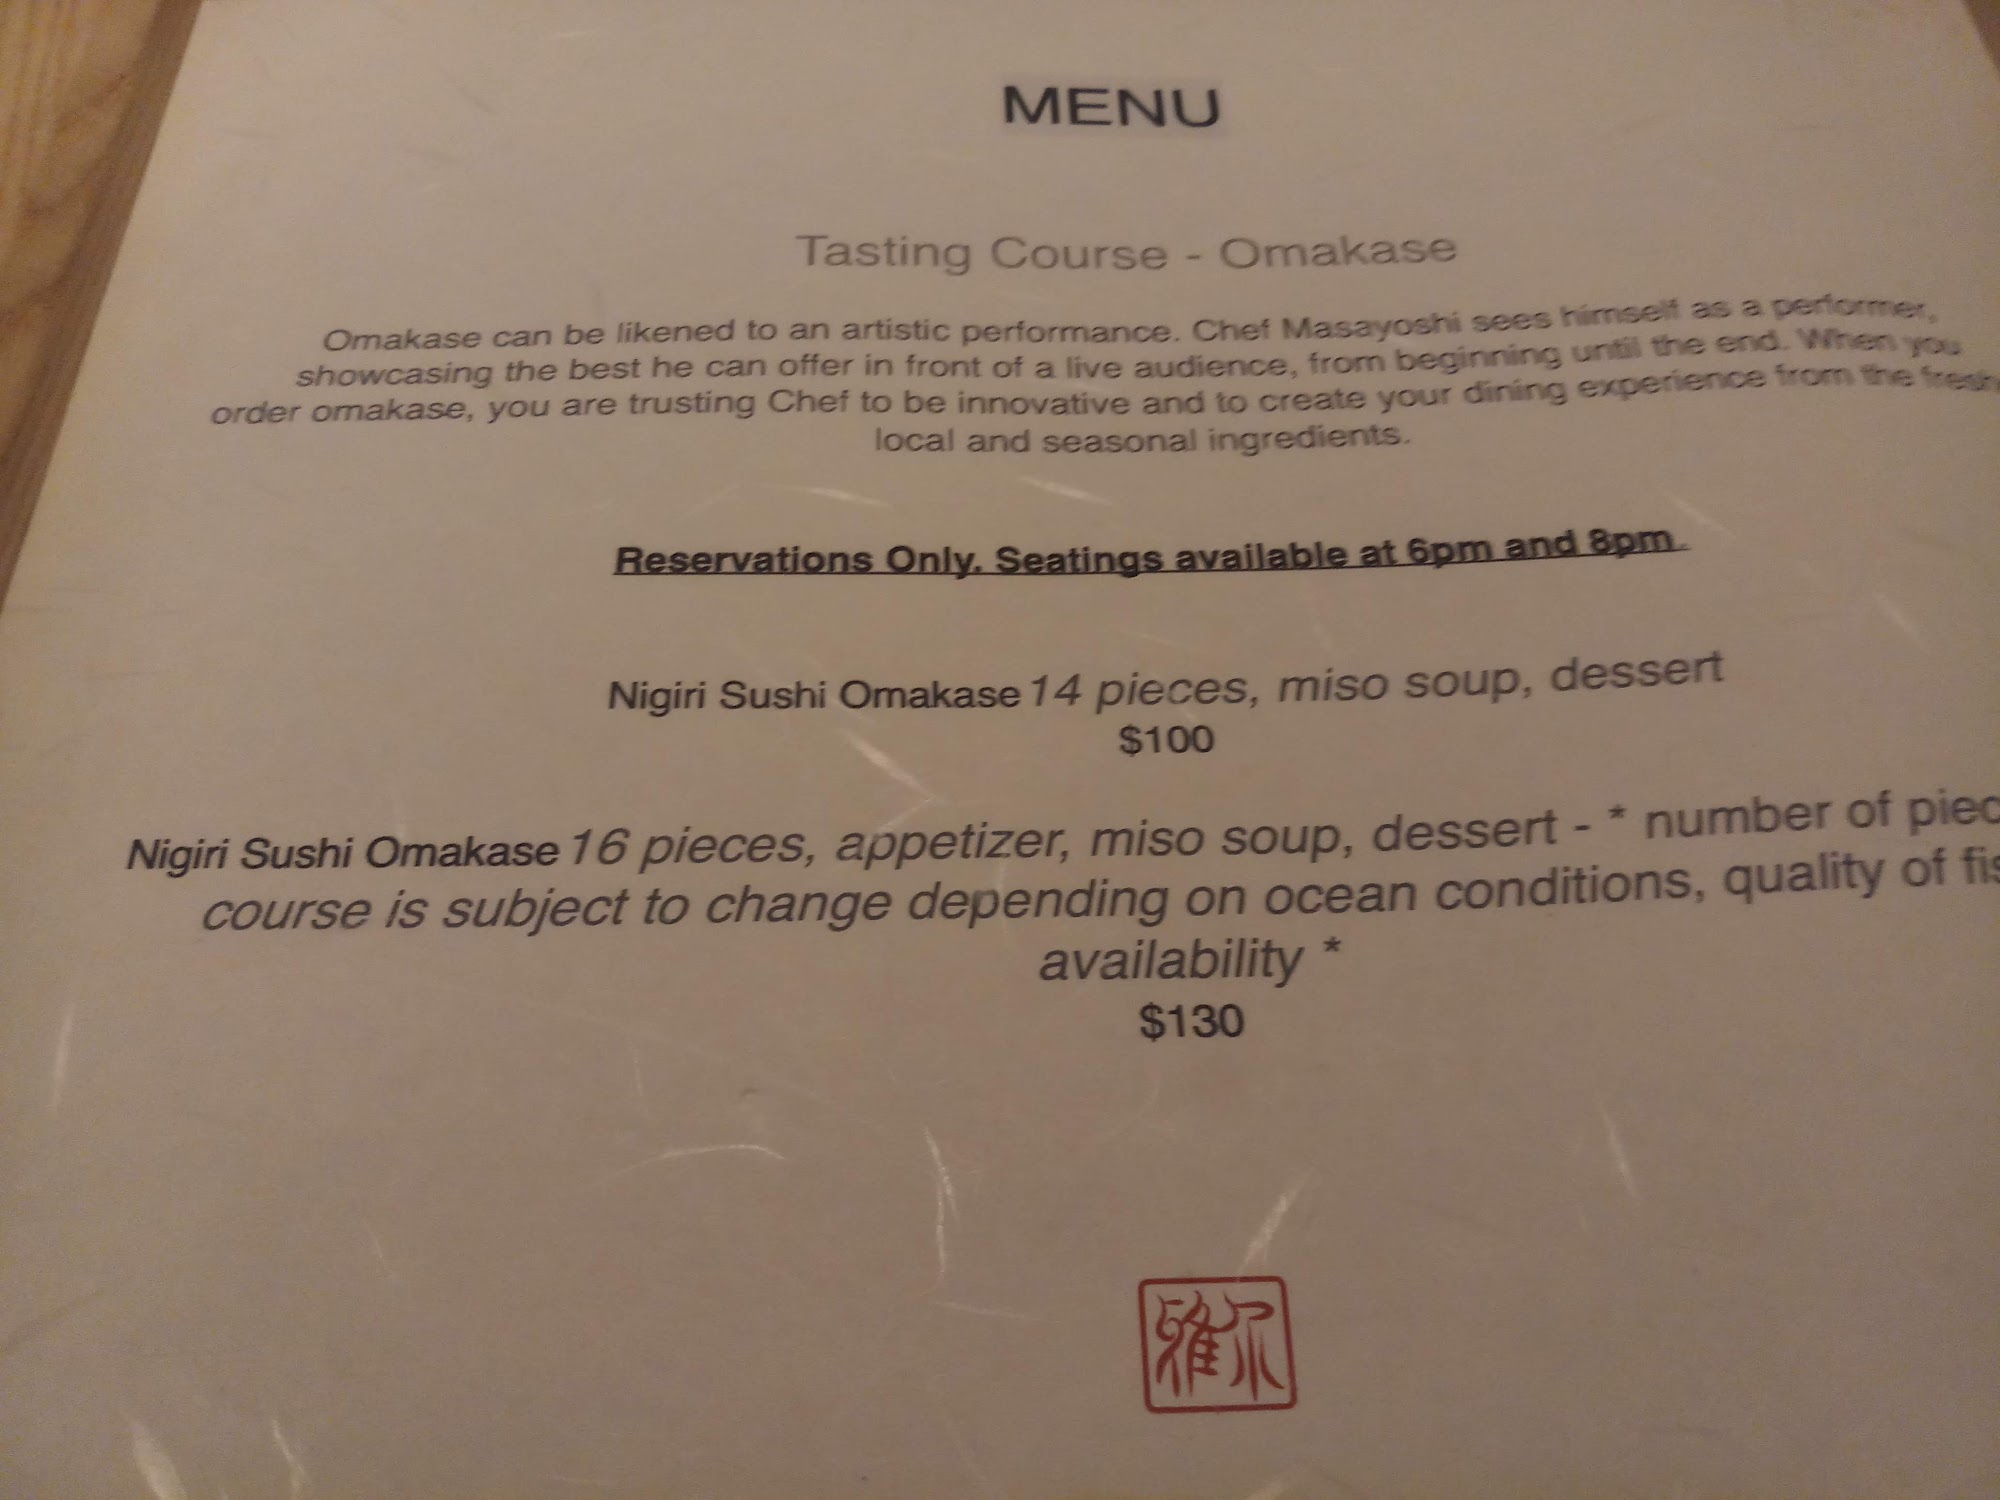 MENU
Tasting Course - Omakase
Omakase can be likened to an artistic performance. Chef Masayoshi sees himself as a performer,
showcasing the best he can offer in front of a live audience, from beginning until the end. When you
order omakase, you are trusting Chef to be innovative and to create your dining experience from the fresh
local and seasonal ingredients.
Reservations Only. Seatings available at 6pm and 8pm.
Nigiri Sushi Omakase 14 pieces, miso soup, dessert
$100
Nigiri Sushi Omakase 16 pieces, appetizer, miso soup, dessert - * number of
course is subject to change depending on ocean conditions, quality of
availability *
$130